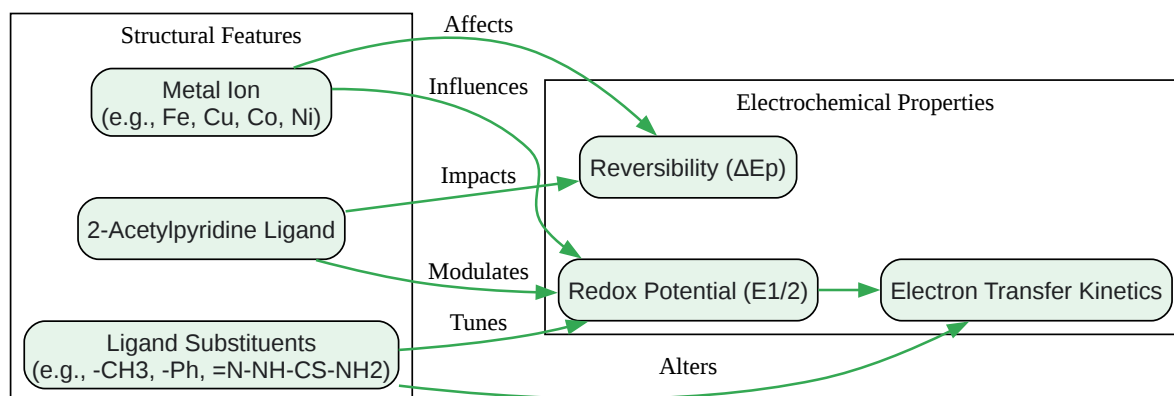 Structural Features
Metal Ion
(e.g., Fe, Cu, Co, Ni)
2-Acetylpyridine Ligand
Ligand Substituents
(e.g., -CH3, -Ph, =N-NH-CS-NH2)
Affects
Influences
Impacts
Modulates
Tunes
Alters
Electrochemical Properties
Reversibility (ΔEp)
Redox Potential (E1/2)
Electron Transfer Kinetics